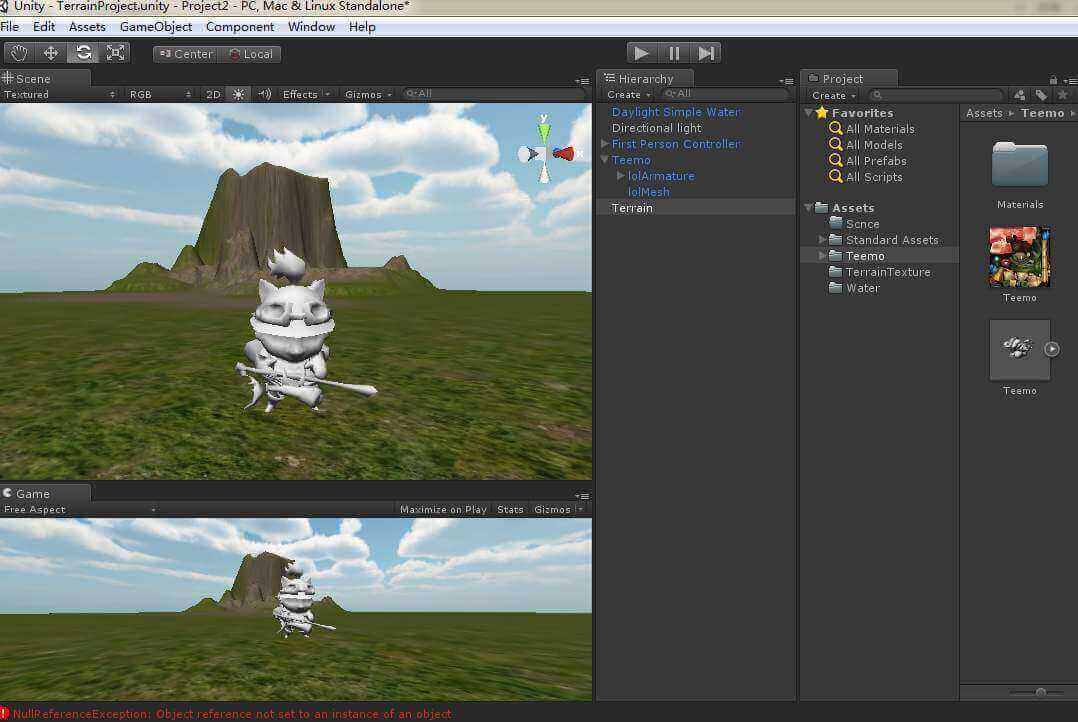 Unity - TerrainProject.unity - Project2 - PC, Mac & Linux Standalone*
File Edit Assets GameObject Component Window Help
Center Local
Scene
Textured RGB 2D Effects Gizmos All
y
x
Game
Free Aspect Maximize on Play Stats Gizmos
Hierarchy
Create All
Daylight Simple Water
Directional light
First Person Controller
Teemo
lolArmature
lolMesh
Terrain
Project
Create
Favorites
All Materials
All Models
All Prefabs
All Scripts
Assets
Scnce
Standard Assets
Teemo
TerrainTexture
Water
Assets Teemo
Materials
Teemo
Teemo
NullReferenceException: Object reference not set to an instance of an object